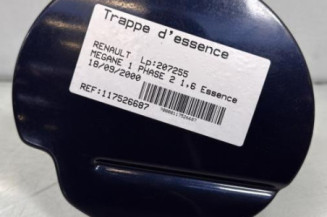 Trappe d'essence
RENAULT Lp:207255
MEGANE 1 PHASE 2 1,6 Essence
18/09/2000
REF:117526687